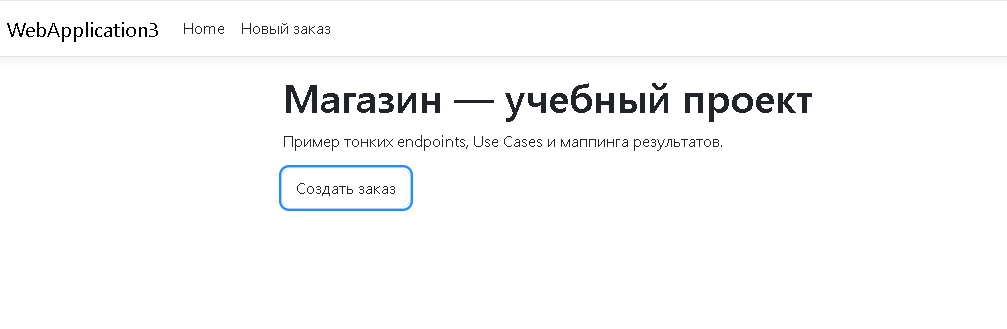 WebApplication3 Home Новый заказ
Магазин — учебный проект
Пример тонких endpoints, Use Cases и маппинга результатов.
Создать заказ